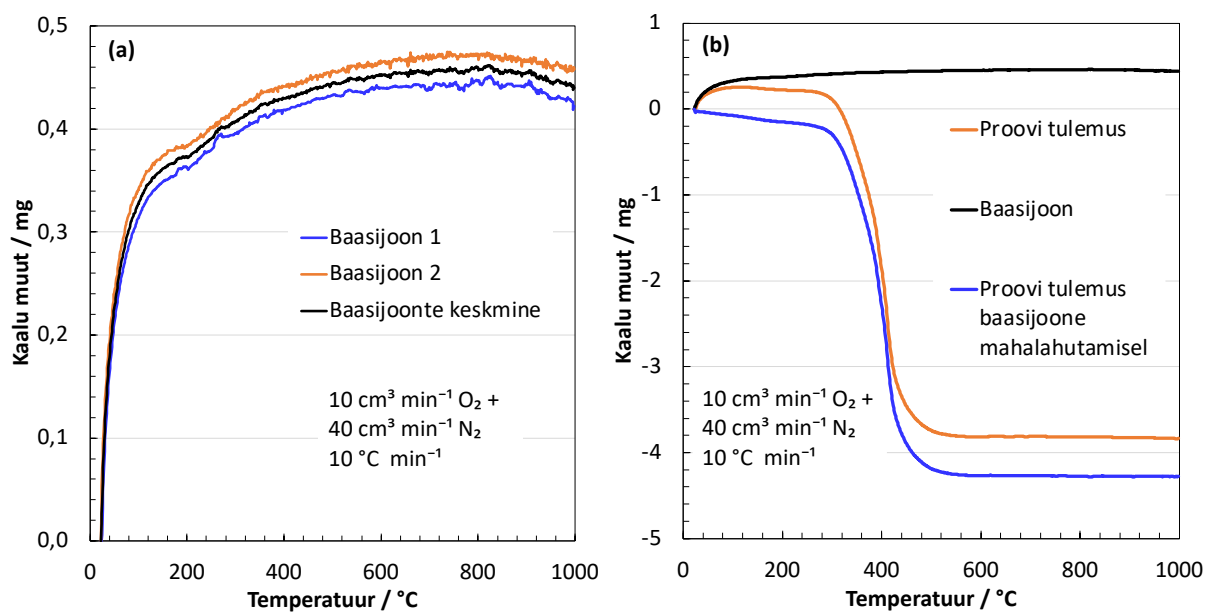 (a)
0,5
0,4
0,3
0,2
0,1
0,0
Kaalu muut / mg
Baasijoon 1
Baasijoon 2
Baasijoonte keskmine
10 cm³ min⁻¹ O₂ +
40 cm³ min⁻¹ N₂
10 °C  min⁻¹
0
200
400
600
800
1000
Temperatuur / °C
(b)
1
0
-1
-2
-3
-4
-5
Kaalu muut / mg
Proovi tulemus
Baasijoon
Proovi tulemus
baasijoone
mahalahutamisel
10 cm³ min⁻¹ O₂ +
40 cm³ min⁻¹ N₂
10 °C  min⁻¹
0
200
400
600
800
1000
Temperatuur / °C